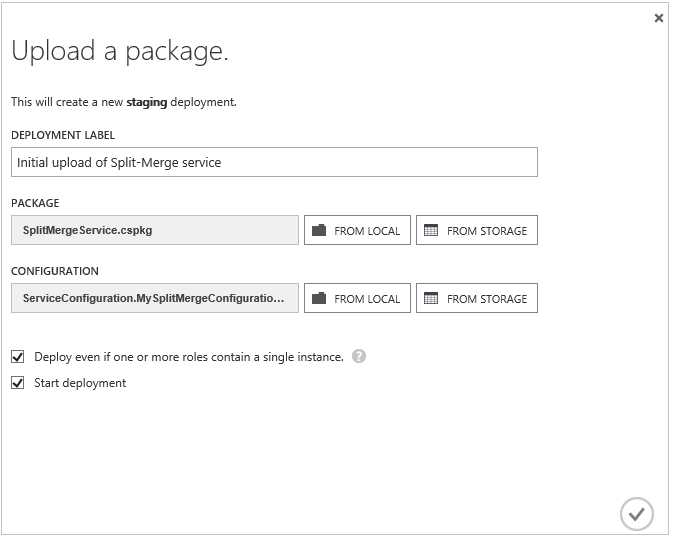 Upload a package.
This will create a new staging deployment.
DEPLOYMENT LABEL
Initial upload of Split-Merge service
PACKAGE
SplitMergeService.cspkg FROM LOCAL FROM STORAGE
CONFIGURATION
ServiceConfiguration.MySplitMergeConfiguratio... FROM LOCAL FROM STORAGE
Deploy even if one or more roles contain a single instance. ?
Start deployment